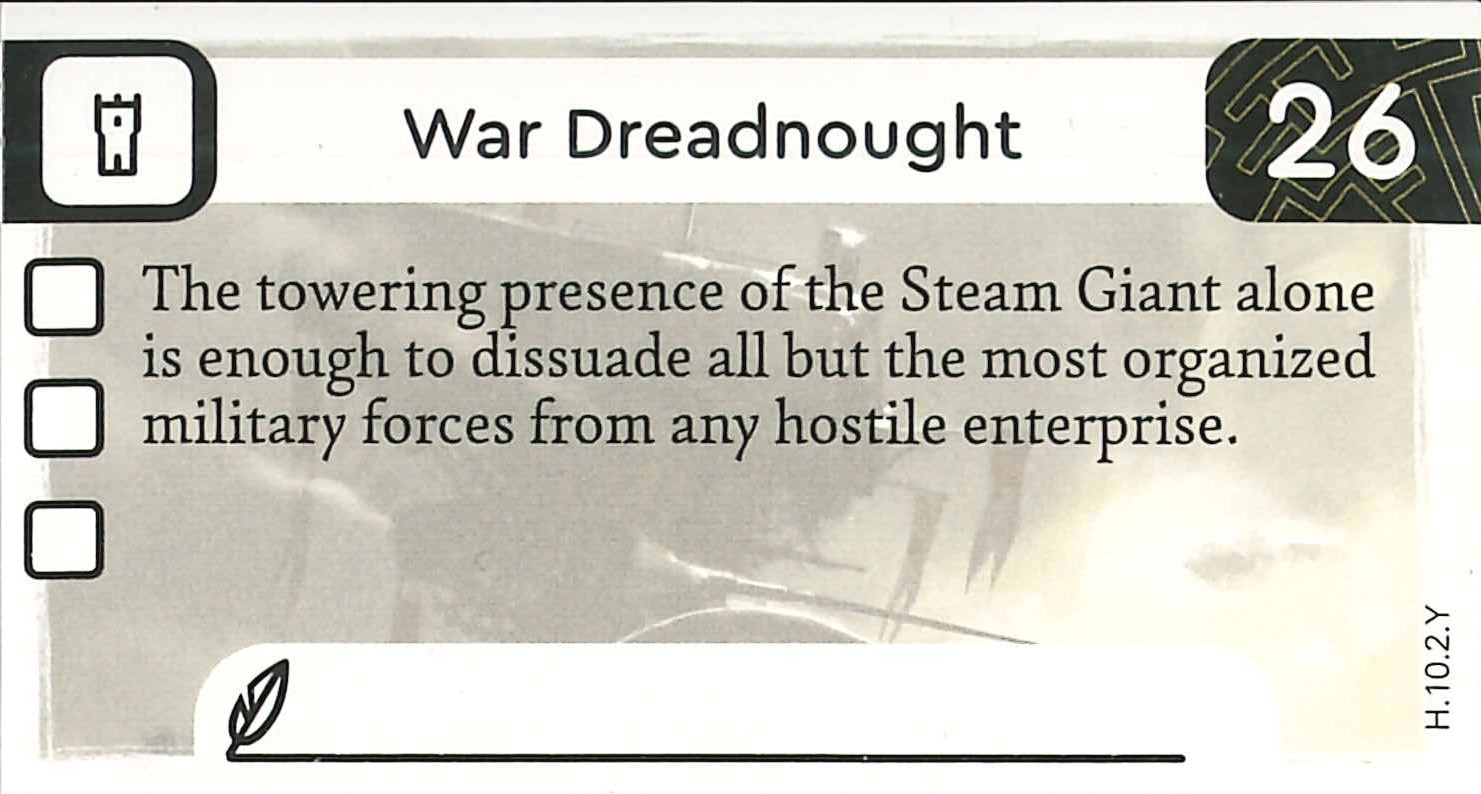 War Dreadnought
26
The towering presence of the Steam Giant alone
is enough to dissuade all but the most organized
military forces from any hostile enterprise.
H.10.2.Y